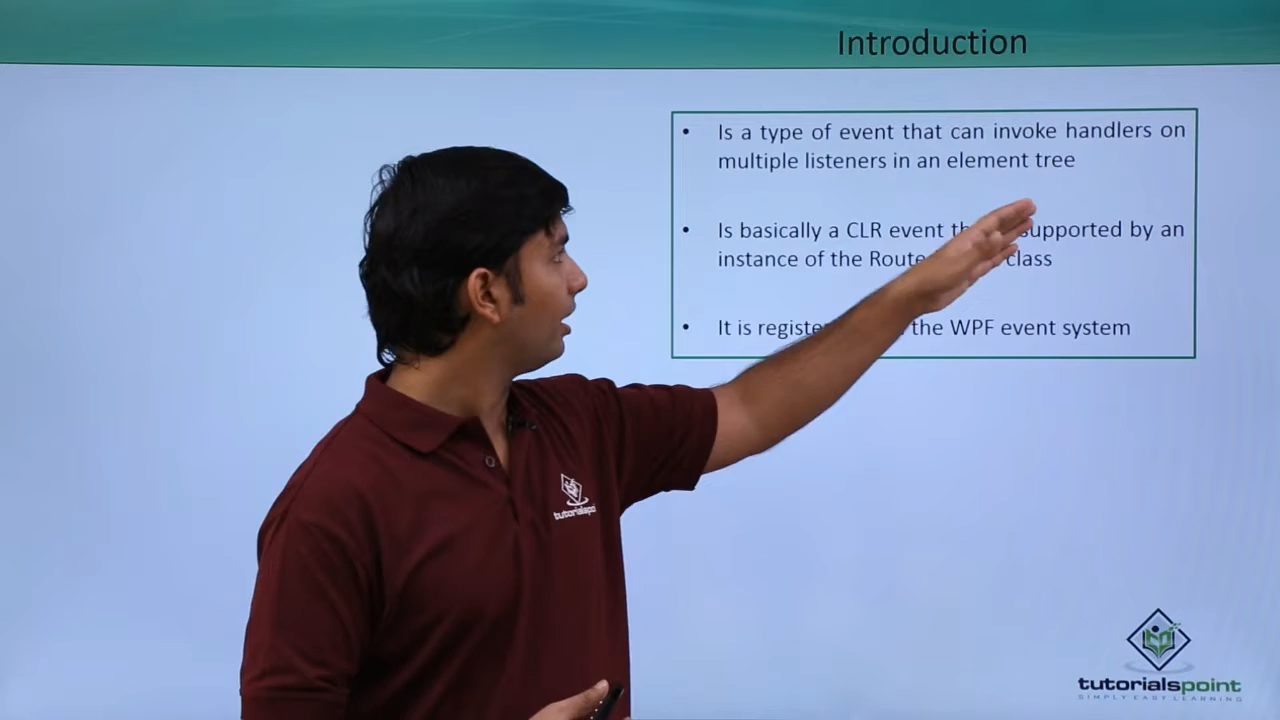 Introduction
• Is a type of event that can invoke handlers on
multiple listeners in an element tree
• Is basically a CLR event supported by an
instance of the class
• It is the WPF event system
tutorialspoint
tutorialspoint
SIMPLY EASY LEARNING